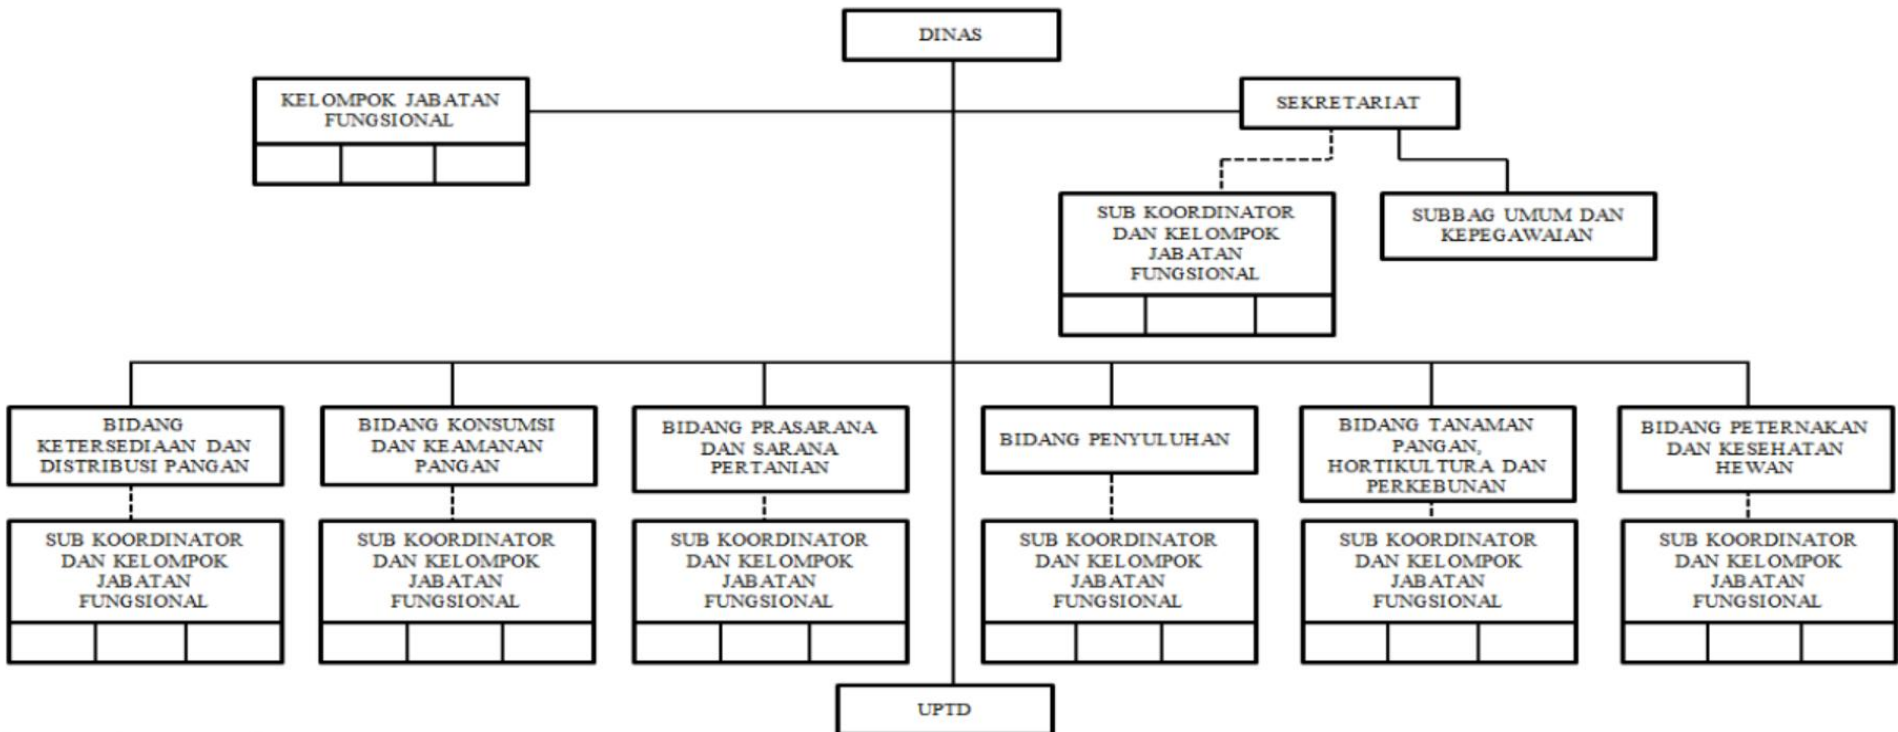 DINAS
KELOMPOK JABATAN
FUNGSIONAL
SEKRETARIAT
SUB KOORDINATOR
DAN KELOMPOK
JABATAN
FUNGSIONAL
SUBBAG UMUM DAN
KEPEGAWAIAN
BIDANG
KETERSEDIAAN DAN
DISTRIBUSI PANGAN
BIDANG KONSUMSI
DAN KEAMANAN
PANGAN
BIDANG PRASARANA
DAN SARANA
PERTANIAN
BIDANG PENYULUHAN
BIDANG TANAMAN
PANGAN,
HORTIKULTURA DAN
PERKEBUNAN
BIDANG PETERNAKAN
DAN KESEHATAN
HEWAN
SUB KOORDINATOR
DAN KELOMPOK
JABATAN
FUNGSIONAL
SUB KOORDINATOR
DAN KELOMPOK
JABATAN
FUNGSIONAL
SUB KOORDINATOR
DAN KELOMPOK
JABATAN
FUNGSIONAL
SUB KOORDINATOR
DAN KELOMPOK
JABATAN
FUNGSIONAL
SUB KOORDINATOR
DAN KELOMPOK
JABATAN
FUNGSIONAL
SUB KOORDINATOR
DAN KELOMPOK
JABATAN
FUNGSIONAL
UPTD